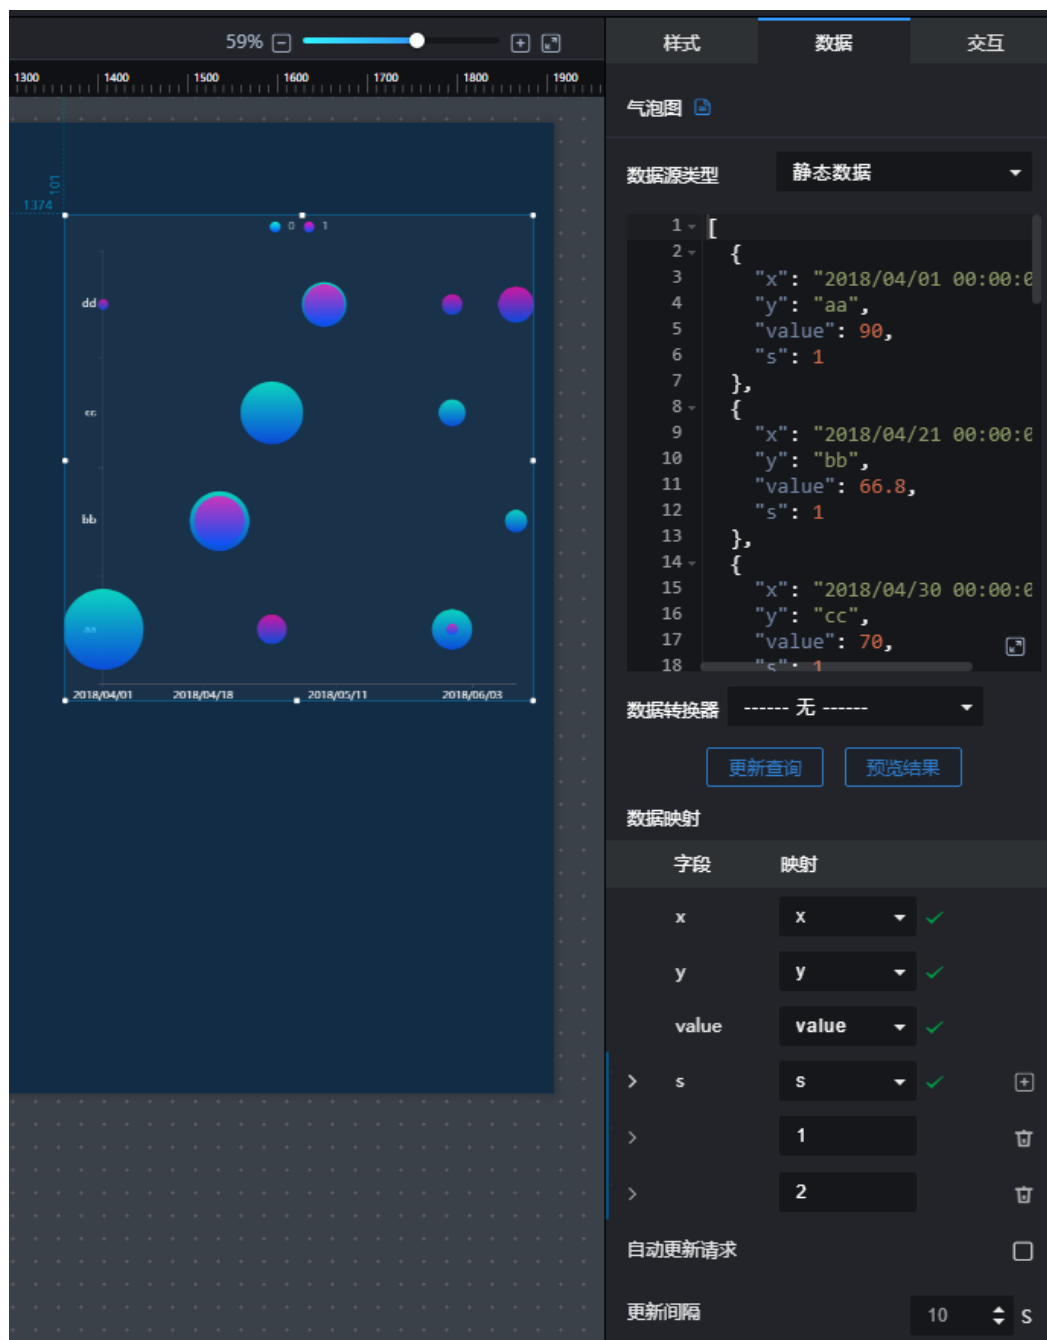 59%
样式 数据 交互
1300 1400 1500 1600 1700 1800 1900
气泡图
数据源类型 静态数据
101
1374
0 1
dd
cc
bb
aa
2018/04/01 2018/04/18 2018/05/11 2018/06/03
1 [
2 {
3 "x": "2018/04/01 00:00:0
4 "y": "aa",
5 "value": 90,
6 "s": 1
7 },
8 {
9 "x": "2018/04/21 00:00:0
10 "y": "bb",
11 "value": 66.8,
12 "s": 1
13 },
14 {
15 "x": "2018/04/30 00:00:0
16 "y": "cc",
17 "value": 70,
18 "s": 1
数据转换器 ------ 无 ------
更新查询 预览结果
数据映射
字段 映射
x x
y y
value value
s s
1
2
自动更新请求
更新间隔 10 S